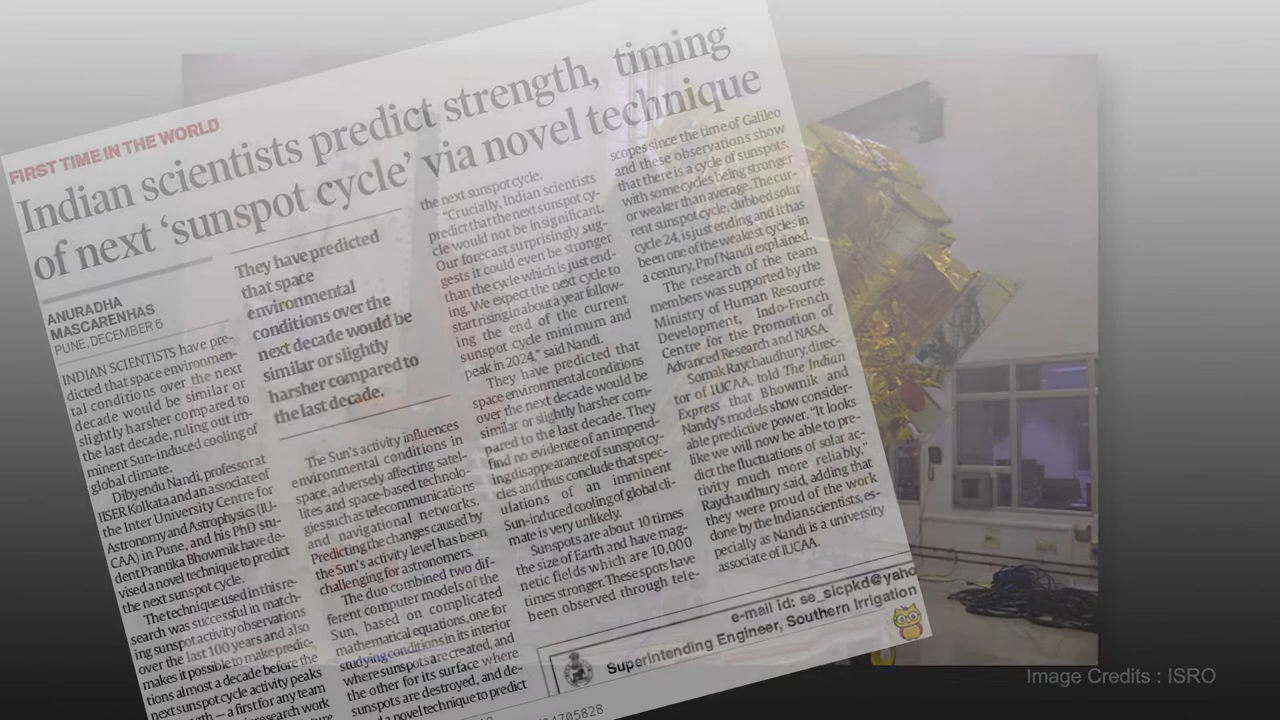 FIRST TIME IN THE WORLD
Indian scientists predict strength, timing
of next ‘sunspot cycle’ via novel technique
ANURADHA
MASCARENHAS
PUNE, DECEMBER 6
INDIAN SCIENTISTS have pre-
dicted that space environmen-
tal conditions over the next
decade would be similar or
slightly harsher compared to
the last decade, ruling out im-
minent Sun-induced cooling of
global climate.
Dibyendu Nandi, professor at
IISER Kolkata and an associate of
the Inter University Centre for
Astronomy and Astrophysics (IU-
CAA) in Pune, and his PhD stu-
dent Prantika Bhowmik have de-
vised a novel technique to predict
the next sunspot cycle.
The technique used in this re-
search was successful in match-
ing sunspot activity observations
over the last 100 years and also
makes it possible to make predic-
tions almost a decade before the
next sunspot cycle activity peaks
— a first for any team
research work
They have predicted
that space
environmental
conditions over the
next decade would be
similar or slightly
harsher compared to
the last decade.
The Sun's activity influences
environmental conditions in
space, adversely affecting satel-
lites and space-based technolo-
gies such as telecommunications
and navigational networks.
Predicting the changes caused by
the Sun's activity level has been
challenging for astronomers.
The duo combined two dif-
ferent computer models of the
Sun, based on complicated
mathematical equations, one for
studying conditions in its interior
where sunspots are created, and
the other for its surface where
sunspots are destroyed, and de-
a novel technique to predict
the next sunspot cycle.
“Crucially, Indian scientists
predict that the next sunspot cy-
cle would not be insignificant.
Our forecast surprisingly sug-
gests it could even be stronger
than the cycle which is just end-
ing. We expect the next cycle to
start rising in about a year follow-
ing the end of the current
sunspot cycle minimum and
peak in 2024,” said Nandi.
They have predicted that
space environmental conditions
over the next decade would be
similar or slightly harsher com-
pared to the last decade. They
find no evidence of an impend-
ing disappearance of sunspot cy-
cles and thus conclude that spec-
ulations of an imminent
Sun-induced cooling of global cli-
mate is very unlikely.
Sunspots are about 10 times
the size of Earth and have mag-
netic fields which are 10,000
times stronger. These spots have
been observed through tele-
scopes since the time of Galileo
and these observations show
that there is a cycle of sunspots,
with some cycles being stronger
or weaker than average. The cur-
rent sunspot cycle, dubbed solar
cycle 24, is just ending and it has
been one of the weakest cycles in
a century, Prof Nandi explained.
The research of the team
members was supported by the
Ministry of Human Resource
Development, Indo-French
Centre for the Promotion of
Advanced Research and NASA.
Somak Raychaudhury, direc-
tor of IUCAA, told The Indian
Express that Bhowmik and
Nandy's models show consider-
able predictive power. “It looks
like we will now be able to pre-
dict the fluctuations of solar ac-
tivity much more reliably,”
Raychaudhury said, adding that
they were proud of the work
done by the Indian scientists, es-
pecially as Nandi is a university
associate of IUCAA.
e-mail id: se_sicpkd@yaho
Superintending Engineer, Southern Irrigation
4705828
Image Credits : ISRO